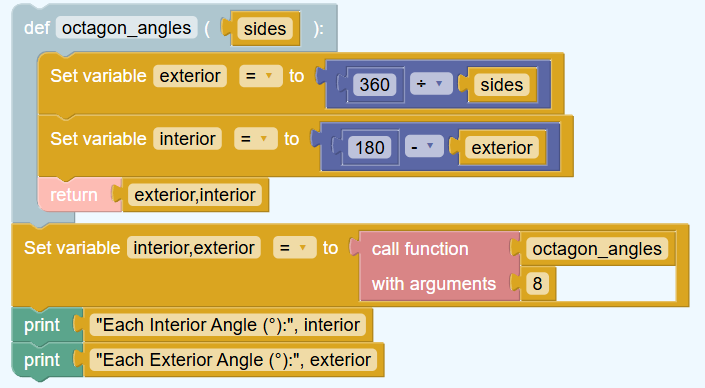 def octagon_angles ( sides ):
Set variable exterior = to 360 ÷ sides
Set variable interior = to 180 - exterior
return exterior,interior
Set variable interior,exterior = to call function octagon_angles
with arguments 8
print "Each Interior Angle (°):", interior
print "Each Exterior Angle (°):", exterior